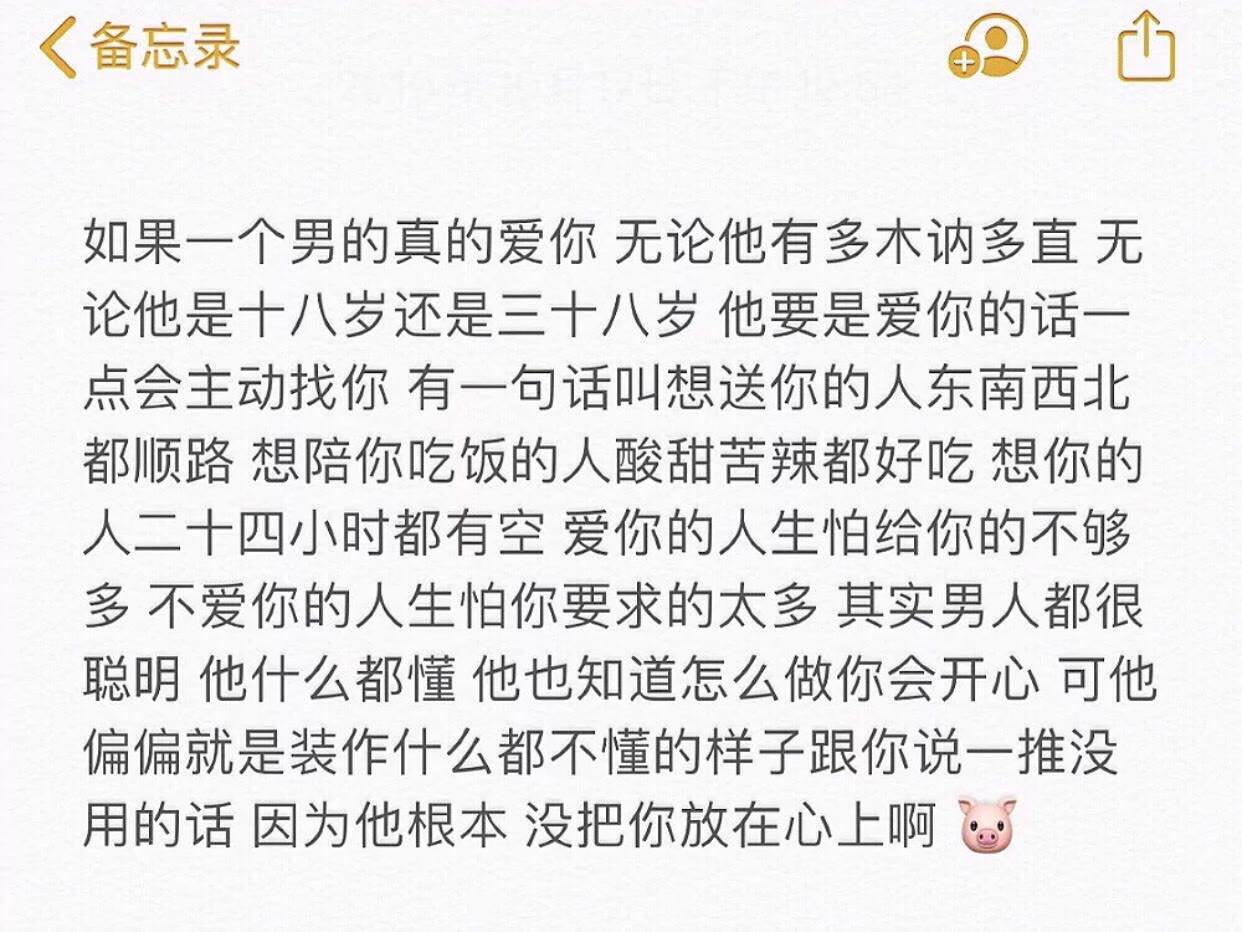 备忘录
如果一个男的真的爱你 无论他有多木讷多直 无
论他是十八岁还是三十八岁 他要是爱你的话一
点会主动找你 有一句话叫想送你的人东南西北
都顺路 想陪你吃饭的人酸甜苦辣都好吃 想你的
人二十四小时都有空 爱你的人生怕给你的不够
多 不爱你的人生怕你要求的太多 其实男人都很
聪明 他什么都懂 他也知道怎么做你会开心 可他
偏偏就是装作什么都不懂的样子跟你说一推没
用的话 因为他根本 没把你放在心上啊 🐷